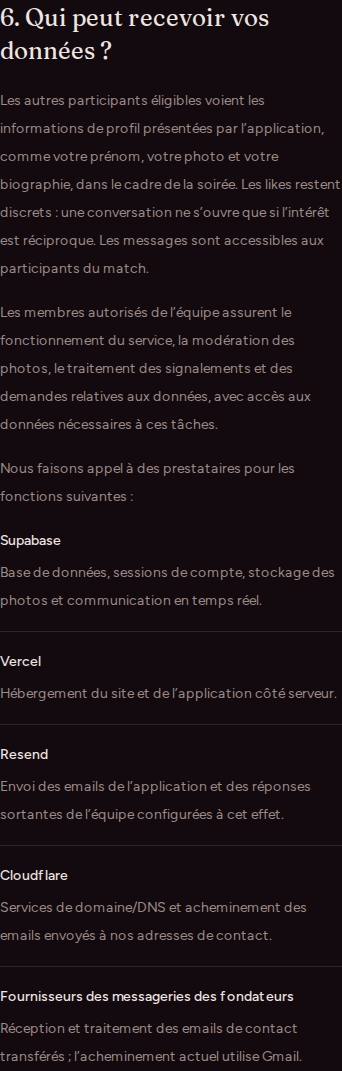 6. Qui peut recevoir vos
données ?
Les autres participants éligibles voient les
informations de profil présentées par l’application,
comme votre prénom, votre photo et votre
biographie, dans le cadre de la soirée. Les likes restent
discrets : une conversation ne s’ouvre que si l’intérêt
est réciproque. Les messages sont accessibles aux
participants du match.
Les membres autorisés de l’équipe assurent le
fonctionnement du service, la modération des
photos, le traitement des signalements et des
demandes relatives aux données, avec accès aux
données nécessaires à ces tâches.
Nous faisons appel à des prestataires pour les
fonctions suivantes :
Supabase
Base de données, sessions de compte, stockage des
photos et communication en temps réel.
Vercel
Hébergement du site et de l’application côté serveur.
Resend
Envoi des emails de l’application et des réponses
sortantes de l’équipe configurées à cet effet.
Cloudflare
Services de domaine/DNS et acheminement des
emails envoyés à nos adresses de contact.
Fournisseurs des messageries des fondateurs
Réception et traitement des emails de contact
transférés ; l’acheminement actuel utilise Gmail.